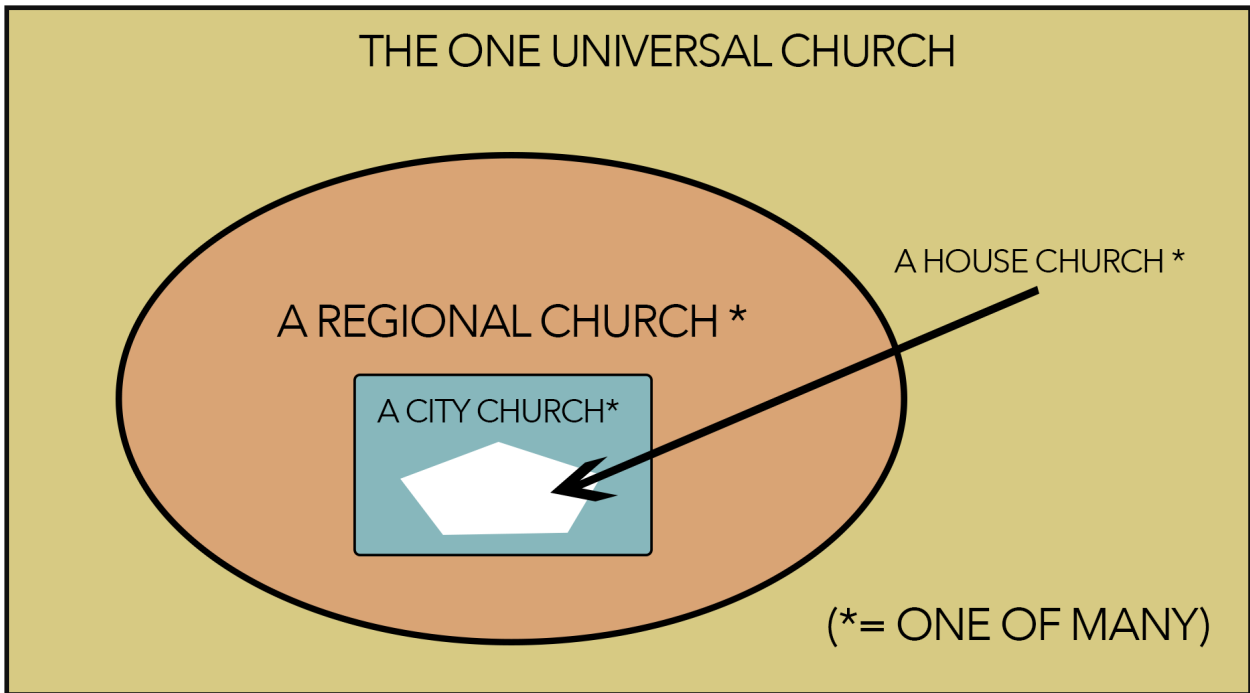 THE ONE UNIVERSAL CHURCH
A HOUSE CHURCH *
A REGIONAL CHURCH *
A CITY CHURCH*
(*= ONE OF MANY)